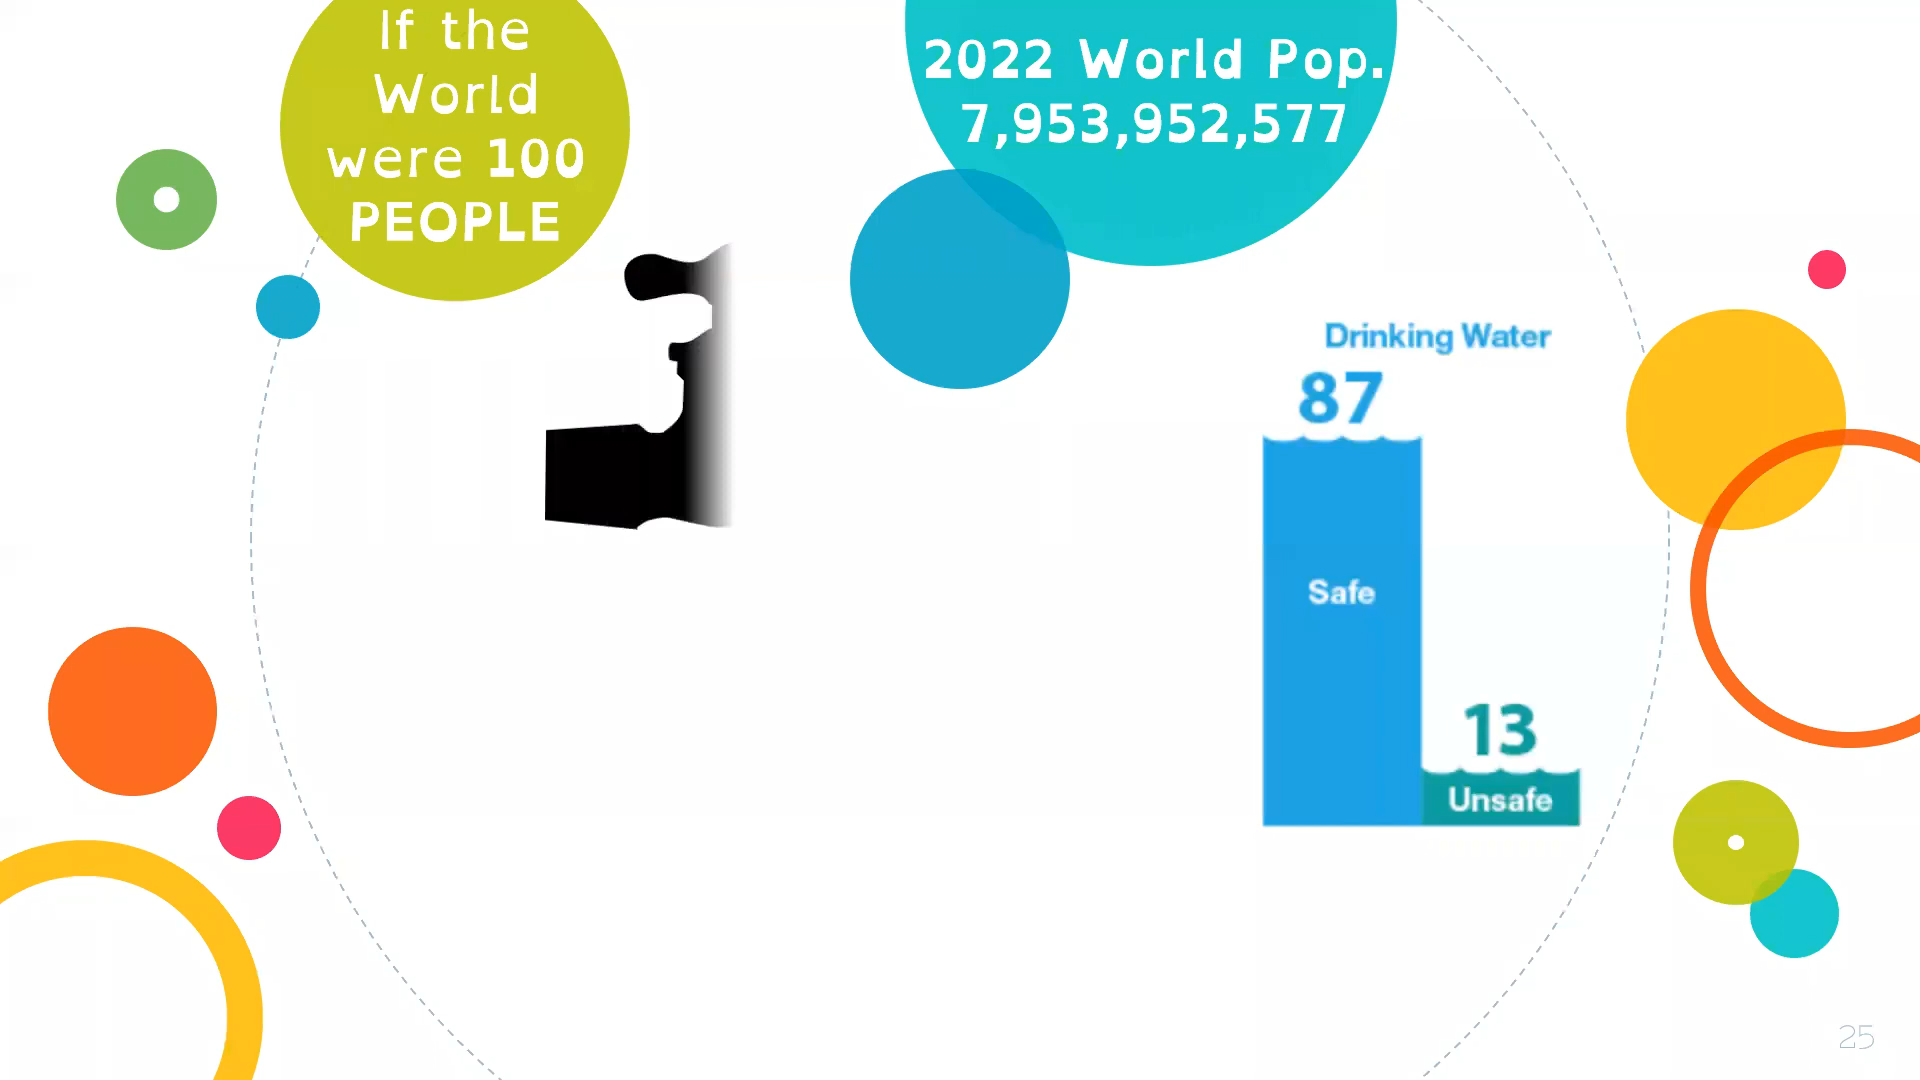 If the
World
were 100
PEOPLE
2022 World Pop.
7,953,952,577
Drinking Water
87
Safe
13
Unsafe
25